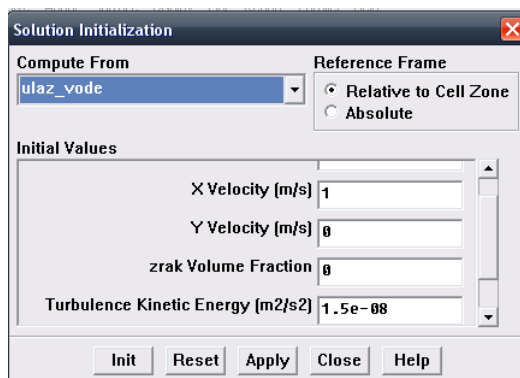 Solution Initialization
Compute From
Reference Frame
ulaz_vode
Relative to Cell Zone
Absolute
Initial Values
X Velocity (m/s) 1
Y Velocity (m/s) 0
zrak Volume Fraction 0
Turbulence Kinetic Energy (m2/s2) 1.5e-08
Init Reset Apply Close Help